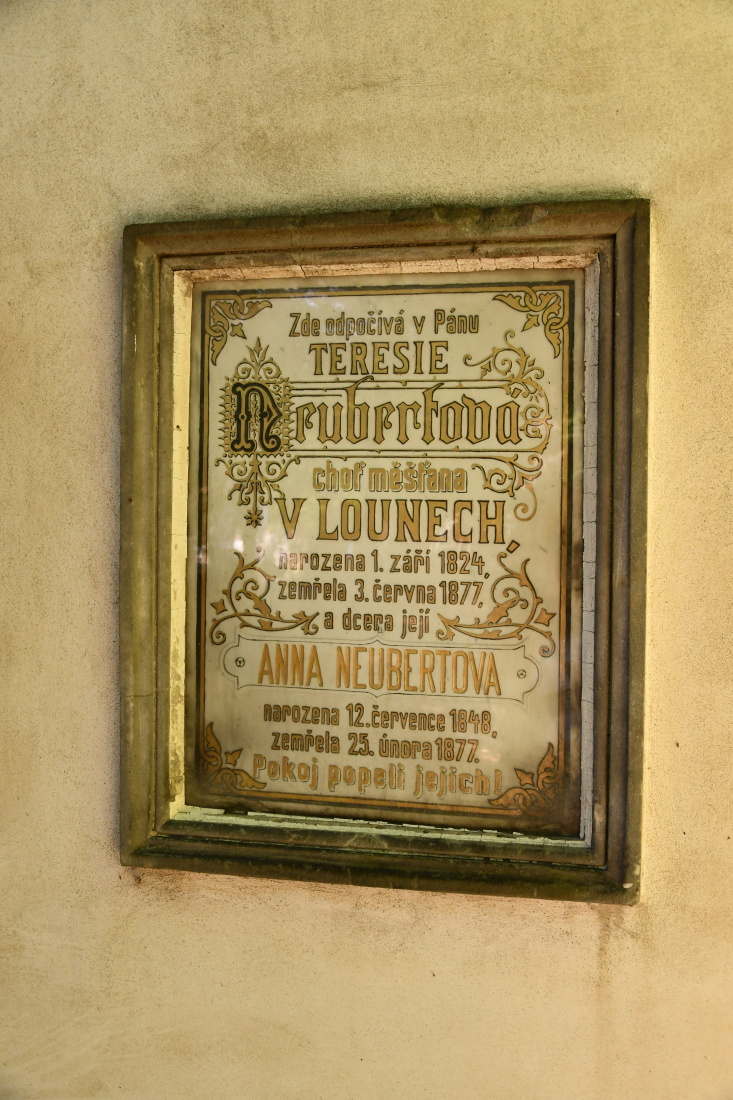 Zde odpočívá v Pánu
TERESIE
Neubertová
choť měšťana
V LOUNECH,
narozena 1. září 1824,
zemřela 3. června 1877,
a dcera její
ANNA NEUBERTOVA
narozena 12. července 1848,
zemřela 25. února 1877.
Pokoj popeli jejich!